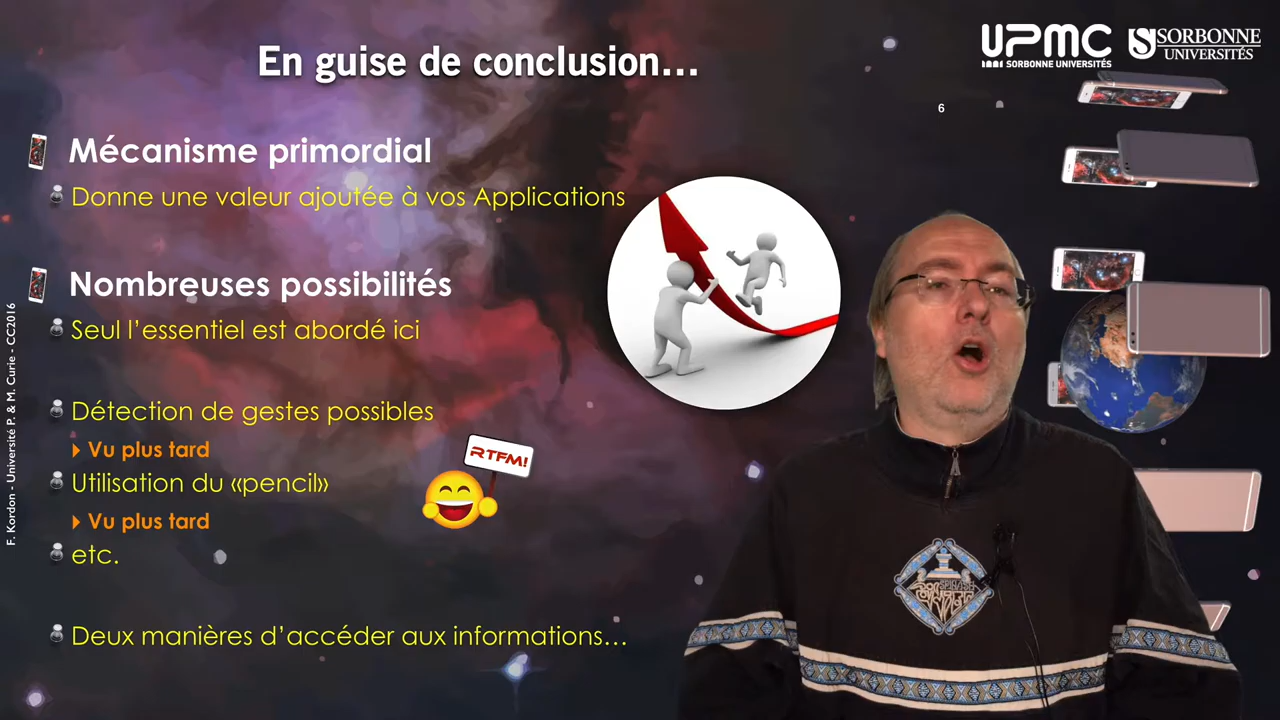 En guise de conclusion...
UPMC
SORBONNE UNIVERSITÉS
SORBONNE
UNIVERSITÉS
6
Mécanisme primordial
Donne une valeur ajoutée à vos Applications
Nombreuses possibilités
Seul l’essentiel est abordé ici
Détection de gestes possibles
Vu plus tard
RTFM!
Utilisation du «pencil»
Vu plus tard
etc.
Deux manières d’accéder aux informations...
F. Kordon - Université P. & M. Curie - CC2016